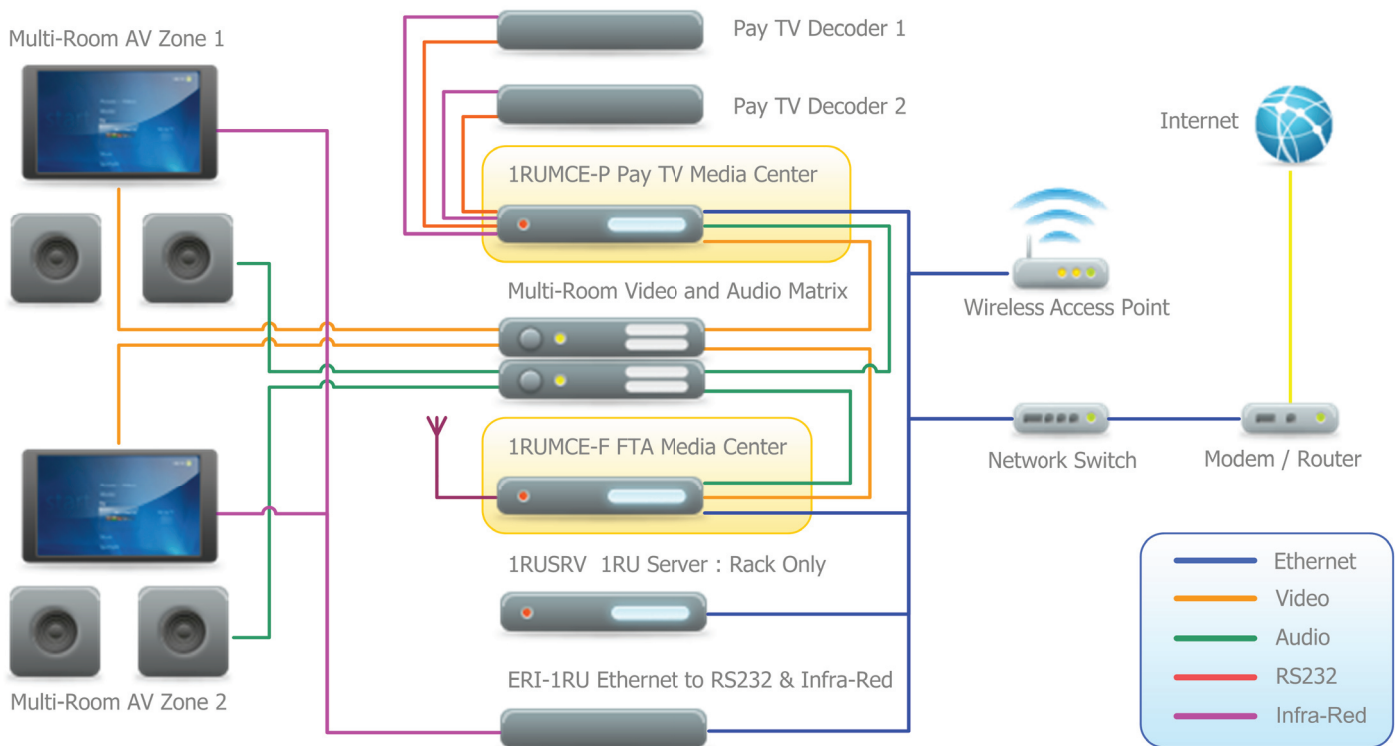 Multi-Room AV Zone 1
Pay TV Decoder 1
Pay TV Decoder 2
Internet
1RUMCE-P Pay TV Media Center
Multi-Room Video and Audio Matrix
Wireless Access Point
1RUMCE-F FTA Media Center
Network Switch
Modem / Router
1RUSRV 1RU Server : Rack Only
ERI-1RU Ethernet to RS232 & Infra-Red
Multi-Room AV Zone 2
Ethernet
Video
Audio
RS232
Infra-Red